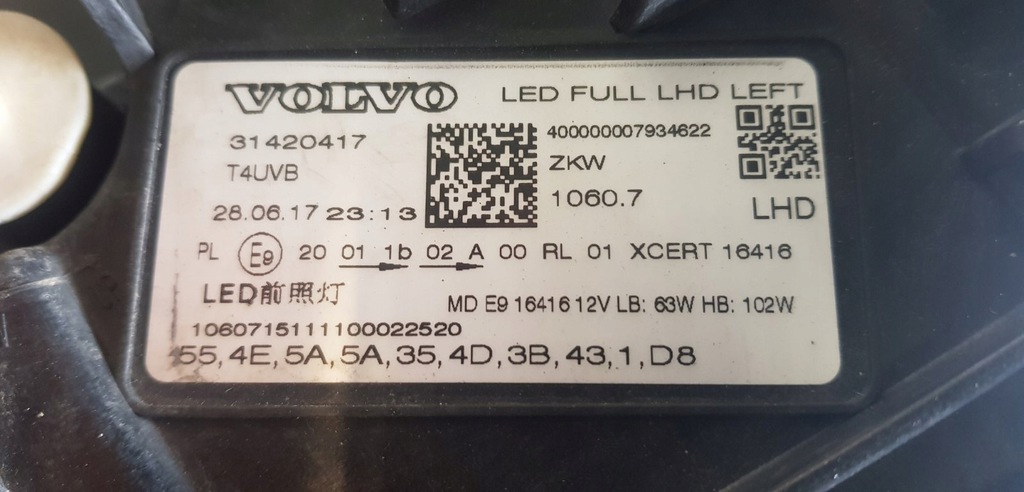 VOLVO LED FULL LHD LEFT
31420417 400000007934622
T4UVB ZKW
28.06.17 23:13 1060.7 LHD
PL E9 20 01 1b 02 A 00 RL 01 XCERT 16416
LED前照灯 MD E9 16416 12V LB: 63W HB: 102W
1060715111100022520
55,4E,5A,5A,35,4D,3B,43,1,D8